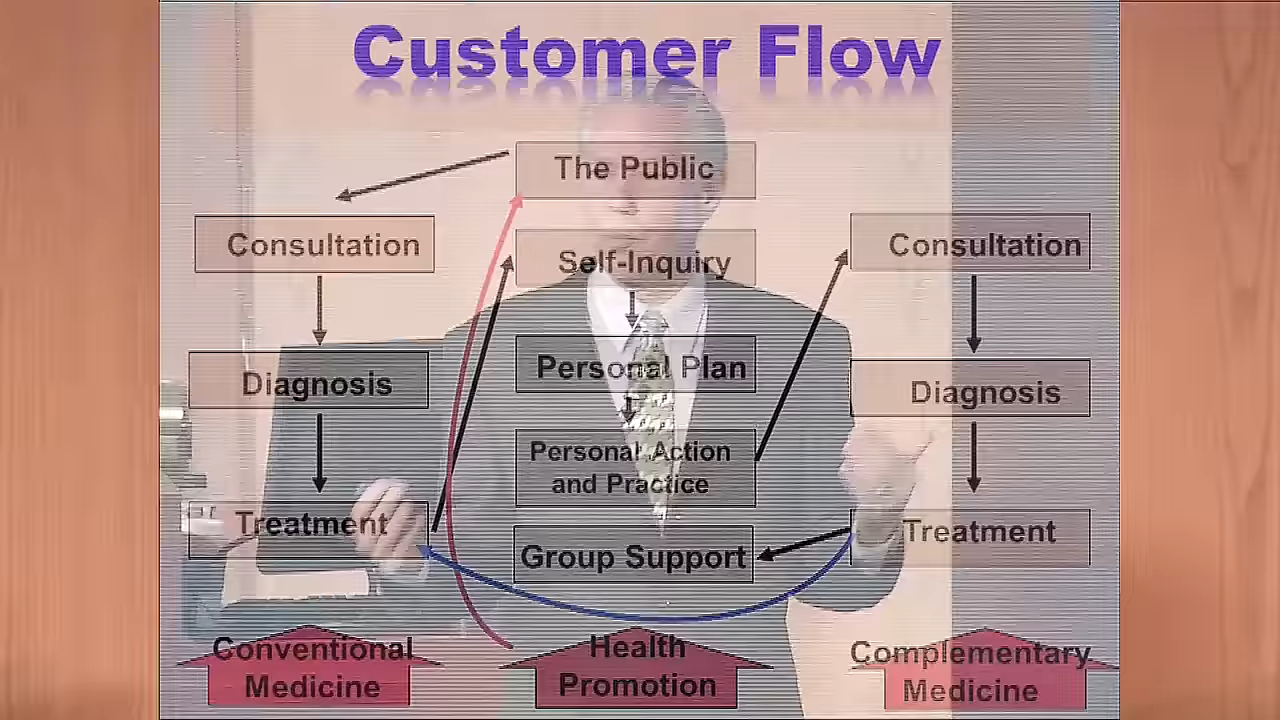 Customer Flow
The Public
Consultation
Self-Inquiry
Consultation
Diagnosis
Personal Plan
Diagnosis
Personal Action
and Practice
Treatment
Group Support
Treatment
Conventional
Medicine
Health
Promotion
Complementary
Medicine